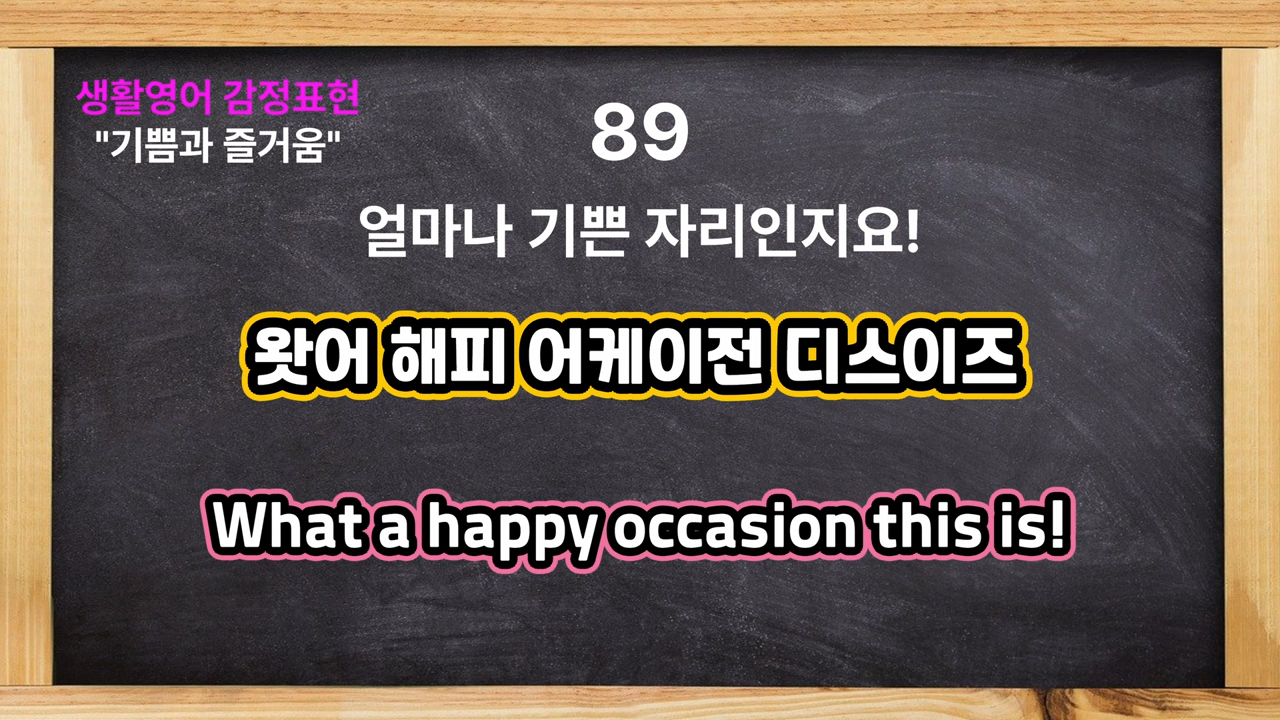 생활영어 감정표현
"기쁨과 즐거움"
89
얼마나 기쁜 자리인지요!
왓어 해피 어케이전 디스이즈
What a happy occasion this is!